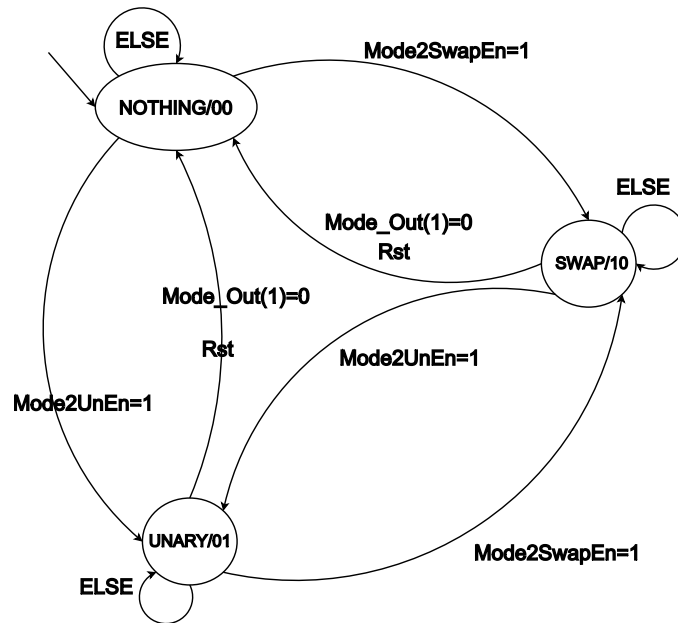 ELSE
Mode2SwapEn=1
NOTHING/00
ELSE
Mode_Out(1)=0
Rst
SWAP/10
Mode_Out(1)=0
Rst
Mode2UnEn=1
Mode2UnEn=1
UNARY/01
Mode2SwapEn=1
ELSE